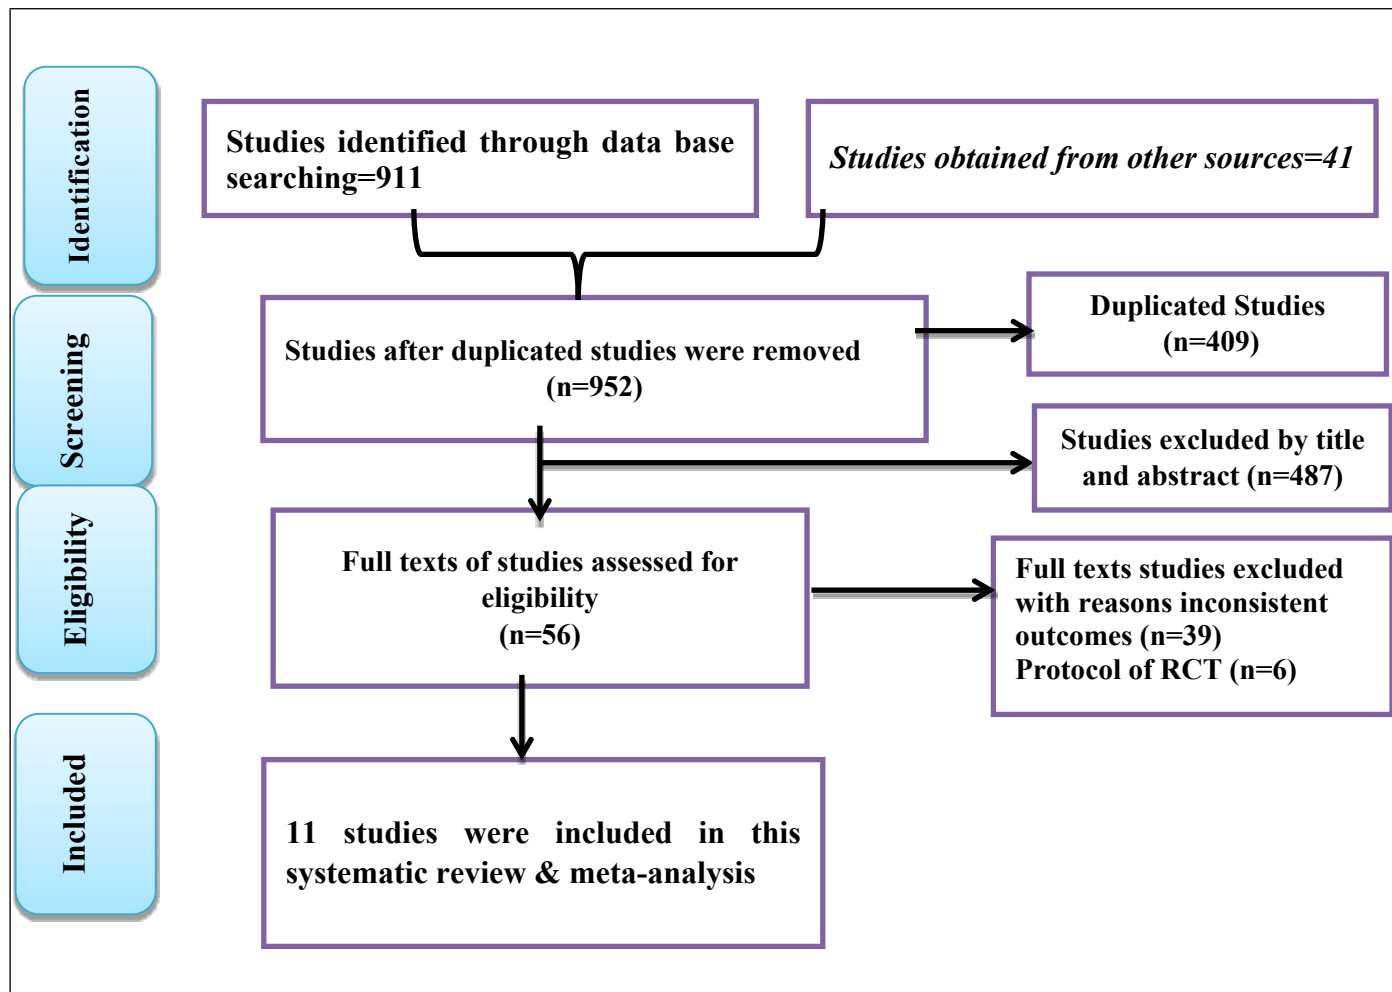 Identification
Studies identified through data base
searching=911
Studies obtained from other sources=41
Screening
Studies after duplicated studies were removed
(n=952)
Duplicated Studies
(n=409)
Studies excluded by title
and abstract (n=487)
Eligibility
Full texts of studies assessed for
eligibility
(n=56)
Full texts studies excluded
with reasons inconsistent
outcomes (n=39)
Protocol of RCT (n=6)
Included
11 studies were included in this
systematic review & meta-analysis